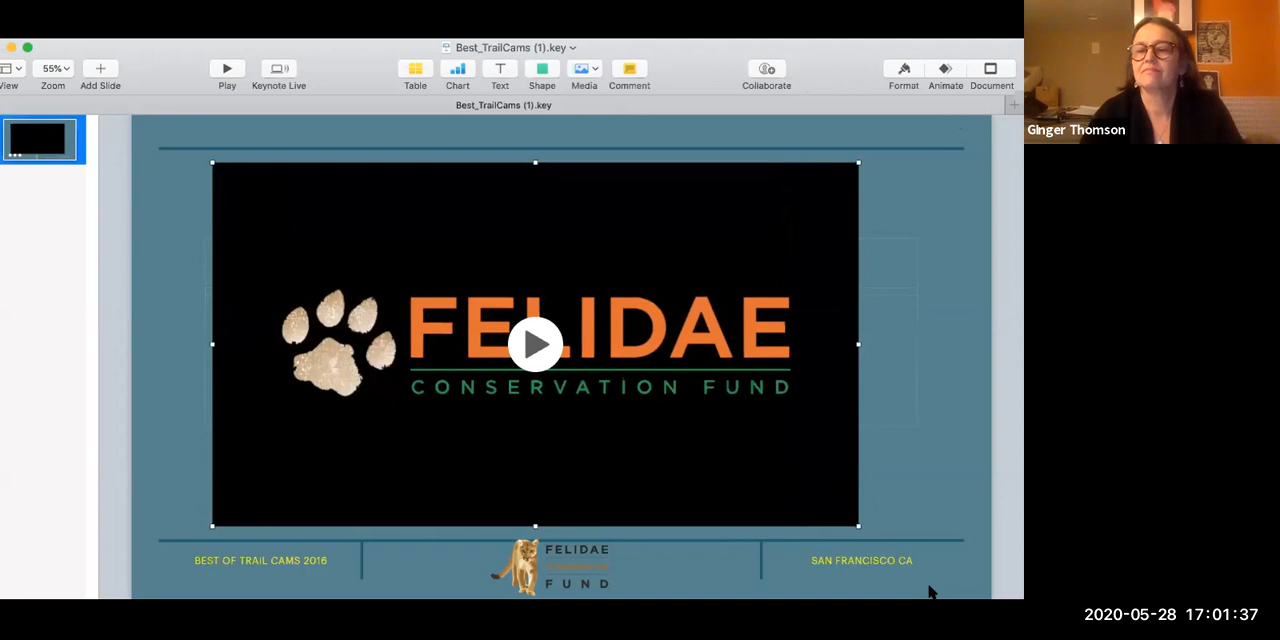 Best_TrailCams (1).key
View
55%
Zoom
Add Slide
Play
Keynote Live
Table
Chart
Text
Shape
Media
Comment
Collaborate
Format
Animate
Document
Best_TrailCams (1).key
Ginger Thomson
FELIDAE
CONSERVATION FUND
BEST OF TRAIL CAMS 2016
FELIDAE
FUND
SAN FRANCISCO CA
2020-05-28 17:01:37